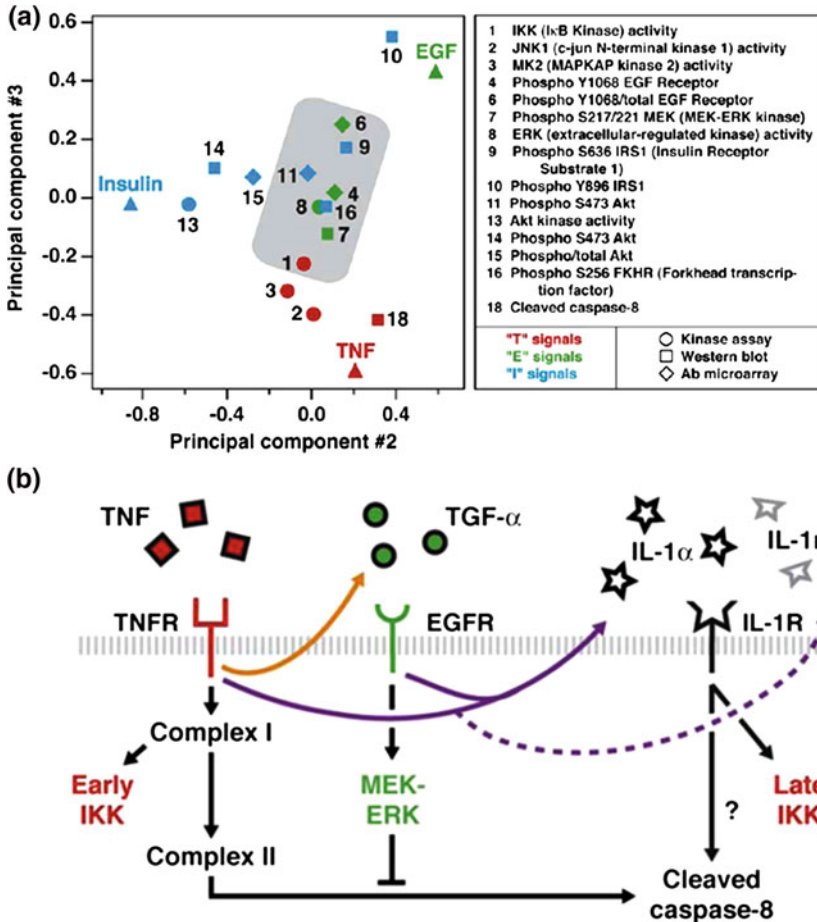 (a)
0.6
0.4
0.2
0.0
-0.2
-0.4
-0.6
Principal component #3
-0.8
-0.4
0.0
0.4
Principal component #2
10
EGF
6
9
14
11
Insulin
15
4
13
8
16
7
1
3
2
18
TNF
1 IKK (IκB Kinase) activity
2 JNK1 (c-jun N-terminal kinase 1) activity
3 MK2 (MAPKAP kinase 2) activity
4 Phospho Y1068 EGF Receptor
6 Phospho Y1068/total EGF Receptor
7 Phospho S217/221 MEK (MEK-ERK kinase)
8 ERK (extracellular-regulated kinase) activity
9 Phospho S636 IRS1 (Insulin Receptor
Substrate 1)
10 Phospho Y896 IRS1
11 Phospho S473 Akt
13 Akt kinase activity
14 Phospho S473 Akt
15 Phospho/total Akt
16 Phospho S256 FKHR (Forkhead transcrip-
tion factor)
18 Cleaved caspase-8
"T" signals
"E" signals
"I" signals
Kinase assay
Western blot
Ab microarray
(b)
TNF
TGF-α
IL-1α
IL-1r
TNFR
EGFR
IL-1R
Complex I
Early
IKK
MEK-
ERK
Late
IKK
?
Complex II
Cleaved
caspase-8